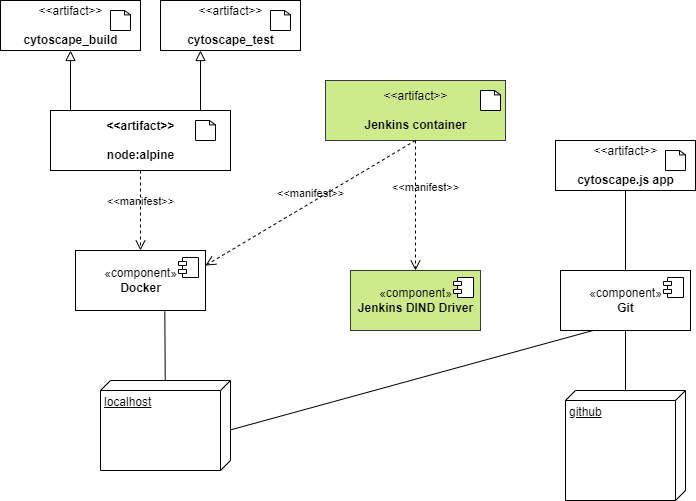 <<artifact>>
cytoscape_build
<<artifact>>
cytoscape_test
<<artifact>>
node:alpine
<<artifact>>
Jenkins container
<<artifact>>
cytoscape.js app
<<manifest>>
<<manifest>>
<<manifest>>
«component»
Docker
«component»
Jenkins DIND Driver
«component»
Git
localhost
github